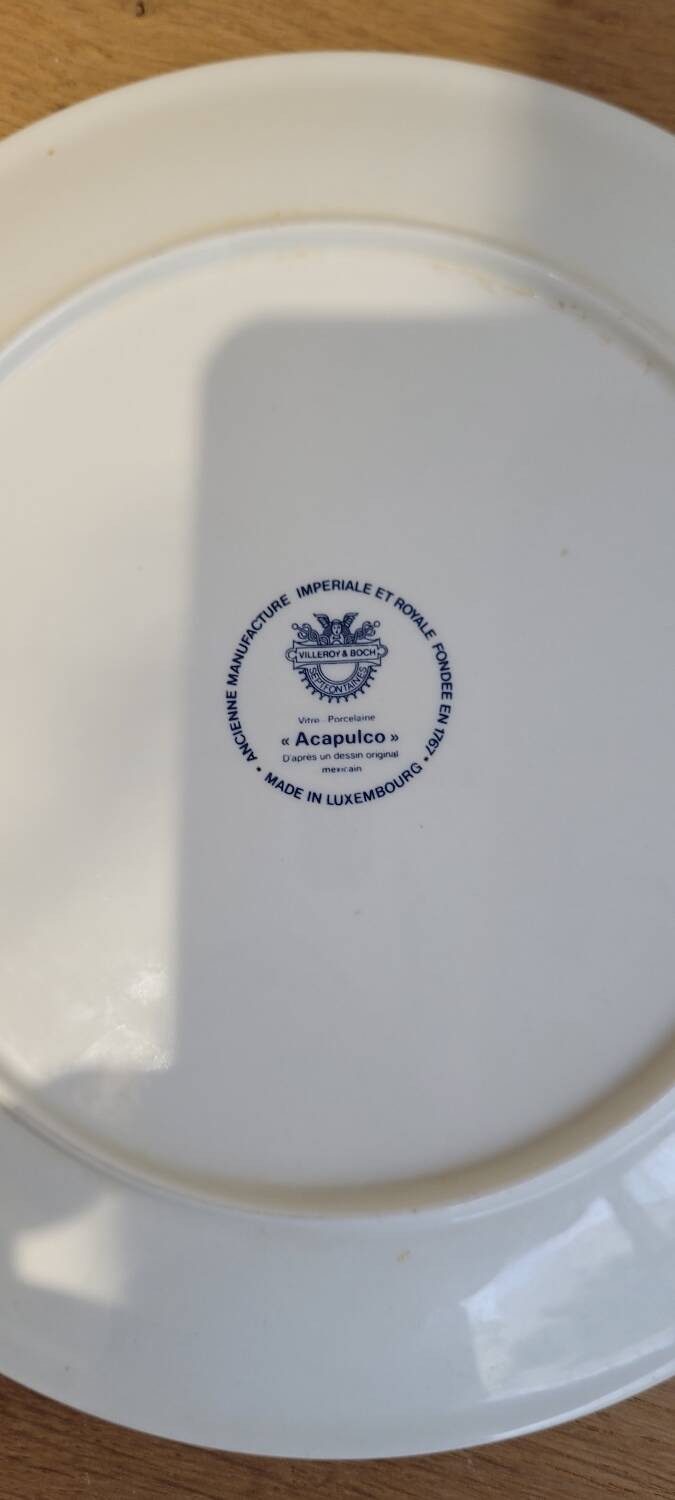 ANCIENNE MANUFACTURE IMPERIALE ET ROYALE FONDEE EN 1767
VILLEROY & BOCH
SEPTFONTAINES
Vitro - Porcelaine
« Acapulco »
D'après un dessin original
mexicain
• MADE IN LUXEMBOURG •